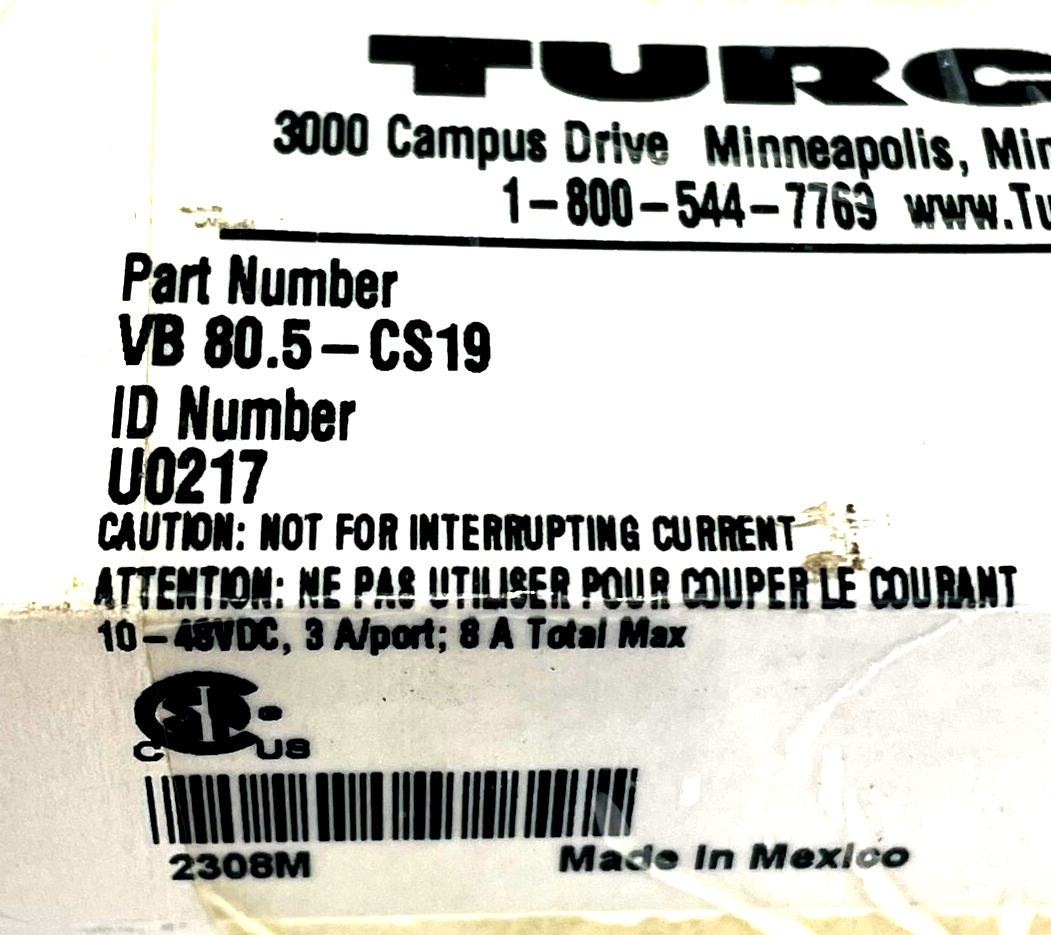 TURC
3000 Campus Drive Minneapolis, Min
1-800-544-7769 www.Tu
Part Number
VB 80.5-CS19
ID Number
U0217
CAUTION: NOT FOR INTERRUPTING CURRENT
ATTENTION: NE PAS UTILISER POUR COUPER LE COURANT
10-48VDC, 3 A/port; 8 A Total Max
C US
2308M Made In Mexico